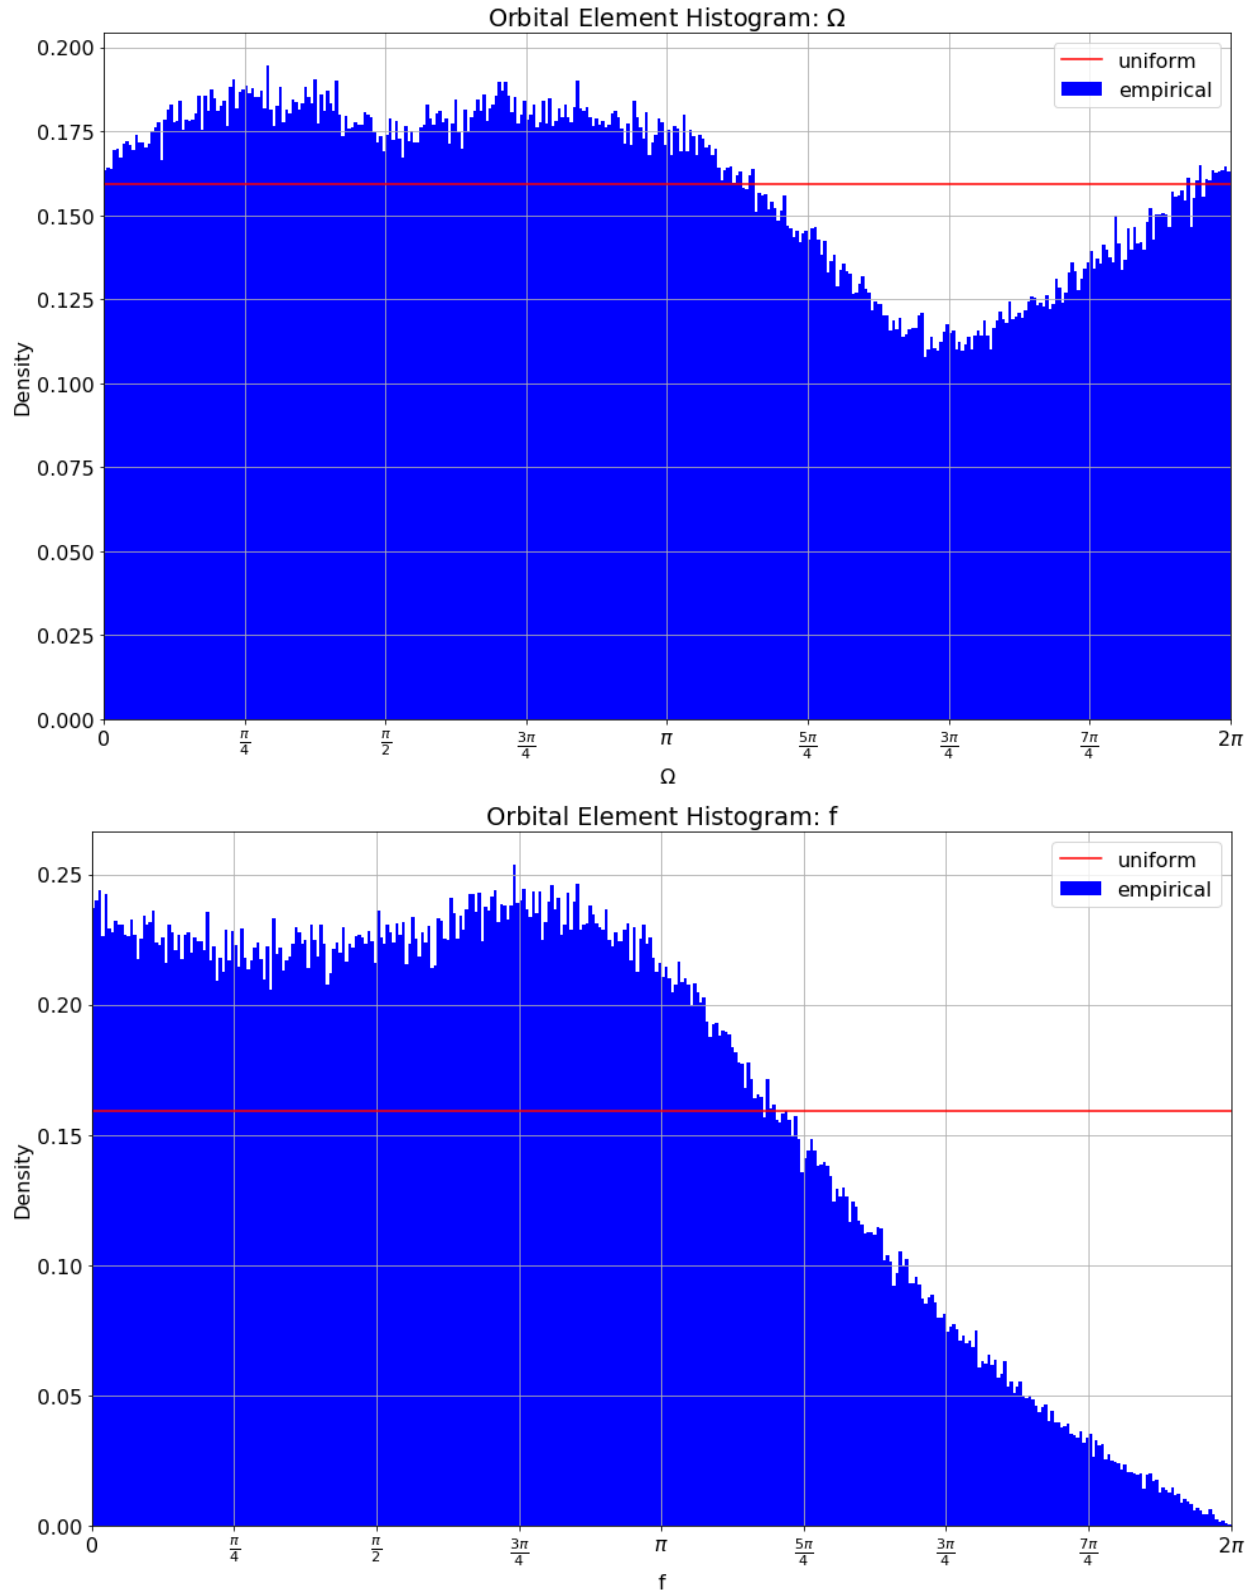 Orbital Element Histogram: Ω
0.200
0.175
0.150
0.125
0.100
0.075
0.050
0.025
0.000
Density
uniform
empirical
0 π/4 π/2 3π/4 π 5π/4 3π/4 7π/4 2π
Ω
Orbital Element Histogram: f
0.25
0.20
0.15
0.10
0.05
0.00
Density
uniform
empirical
0 π/4 π/2 3π/4 π 5π/4 3π/4 7π/4 2π
f